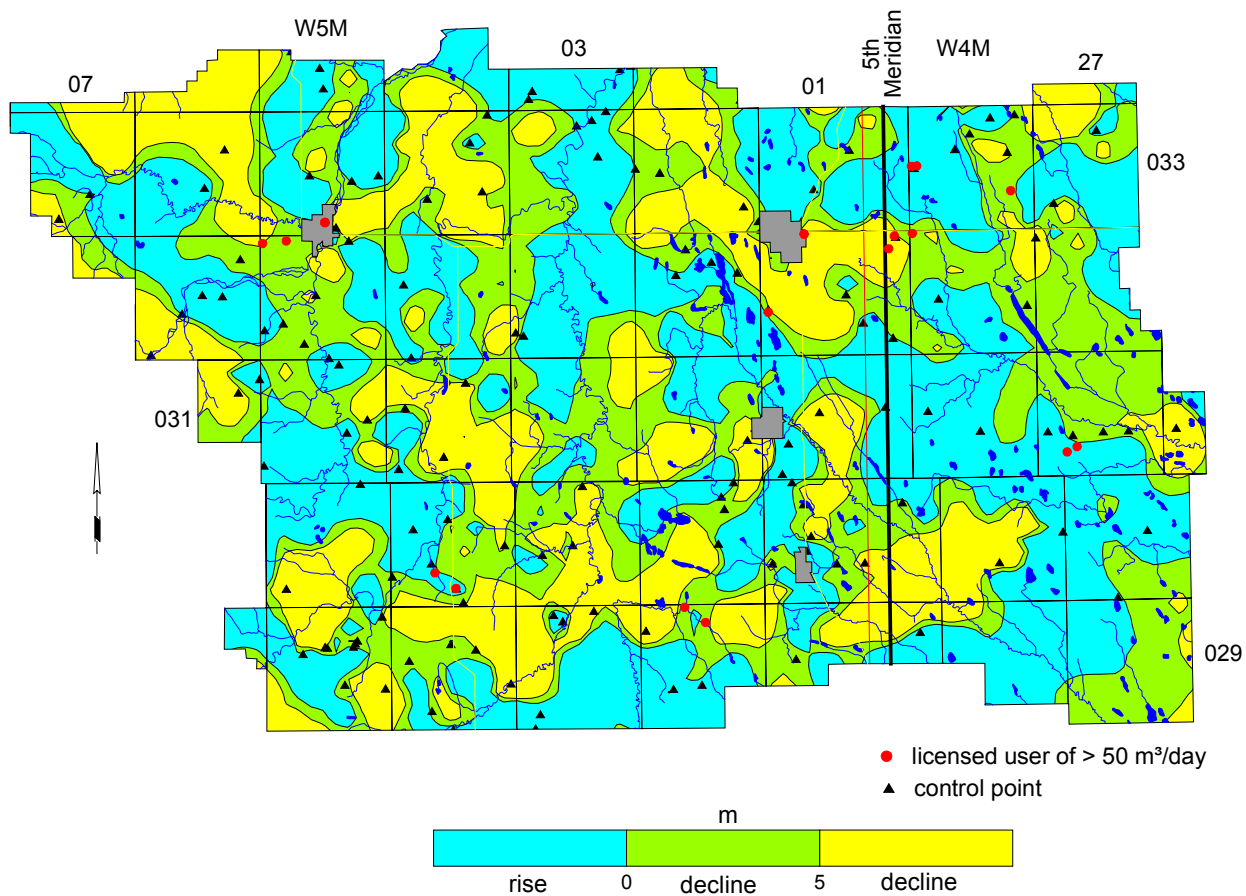 W5M
03
5th
Meridian
W4M
07
01
27
033
031
029
licensed user of > 50 m³/day
control point
m
rise
0
decline
5
decline